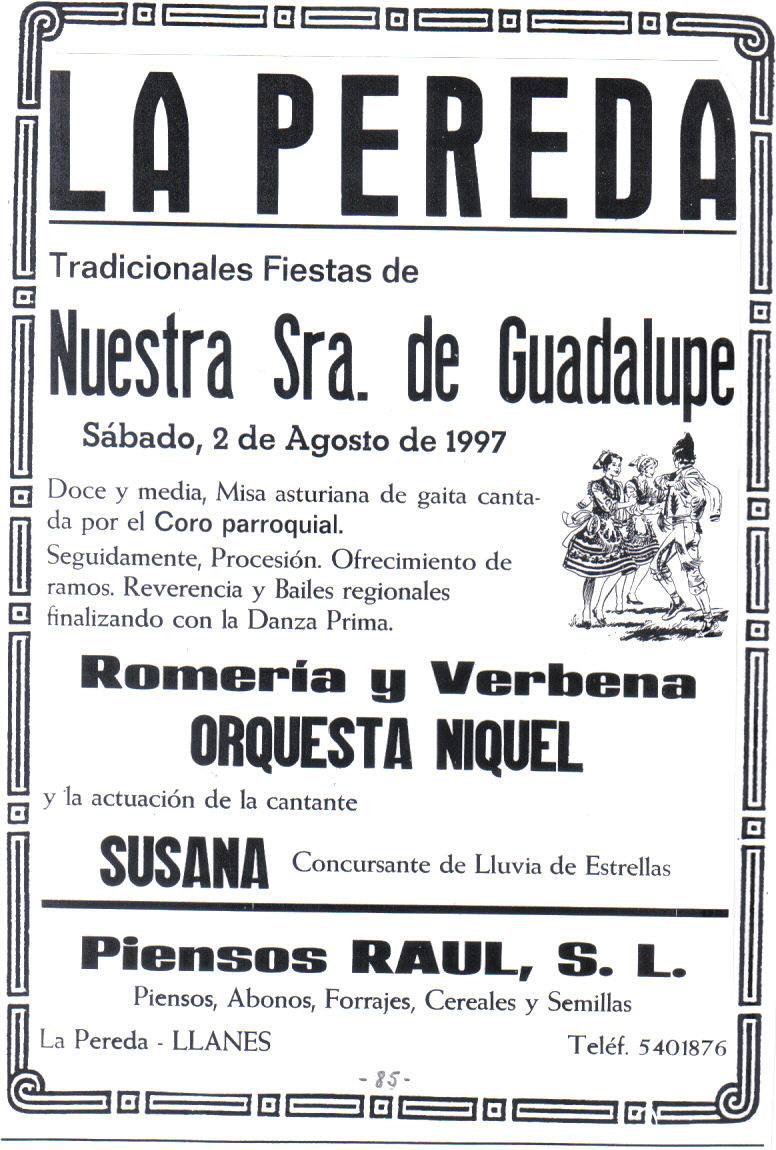 LA PEREDA
Tradicionales Fiestas de
Nuestra Sra. de Guadalupe
Sábado, 2 de Agosto de 1997
Doce y media, Misa asturiana de gaita canta-
da por el Coro parroquial.
Seguidamente, Procesión. Ofrecimiento de
ramos. Reverencia y Bailes regionales
finalizando con la Danza Prima.
Romería y Verbena
ORQUESTA NIQUEL
y la actuación de la cantante
SUSANA Concursante de Lluvia de Estrellas
Piensos RAUL, S. L.
Piensos, Abonos, Forrajes, Cereales y Semillas
La Pereda - LLANES Teléf. 5401876
- 85 -